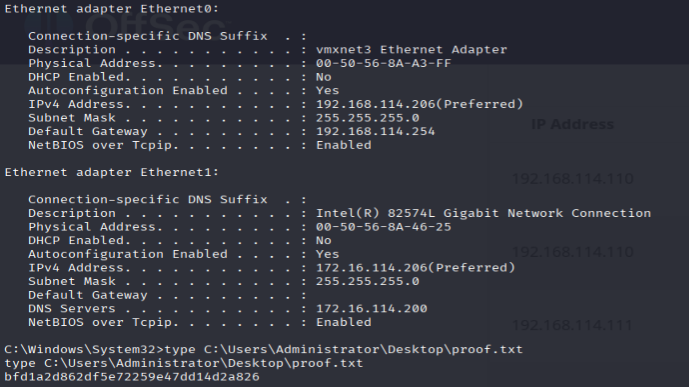 Ethernet adapter Ethernet0:
OffSec
Connection-specific DNS Suffix  . :
Description . . . . . . . . . . . : vmxnet3 Ethernet Adapter
Physical Address. . . . . . . . . : 00-50-56-8A-A3-FF
DHCP Enabled. . . . . . . . . . . : No
Autoconfiguration Enabled . . . . : Yes
IPv4 Address. . . . . . . . . . . : 192.168.114.206(Preferred)
Subnet Mask . . . . . . . . . . . : 255.255.255.0
IP Address
Default Gateway . . . . . . . . . : 192.168.114.254
NetBIOS over Tcpip. . . . . . . . : Enabled
Ethernet adapter Ethernet1:
192.168.114.110
Connection-specific DNS Suffix  . :
Description . . . . . . . . . . . : Intel(R) 82574L Gigabit Network Connection
Physical Address. . . . . . . . . : 00-50-56-8A-46-25
DHCP Enabled. . . . . . . . . . . : No
192.168.114.110
Autoconfiguration Enabled . . . . : Yes
IPv4 Address. . . . . . . . . . . : 172.16.114.206(Preferred)
Subnet Mask . . . . . . . . . . . : 255.255.255.0
Default Gateway . . . . . . . . . :
DNS Servers . . . . . . . . . . . : 172.16.114.200
192.168.114.111
NetBIOS over Tcpip. . . . . . . . : Enabled
C:\Windows\System32>type C:\Users\Administrator\Desktop\proof.txt
type C:\Users\Administrator\Desktop\proof.txt
bfd1a2d862df5e72259e47dd14d2a826